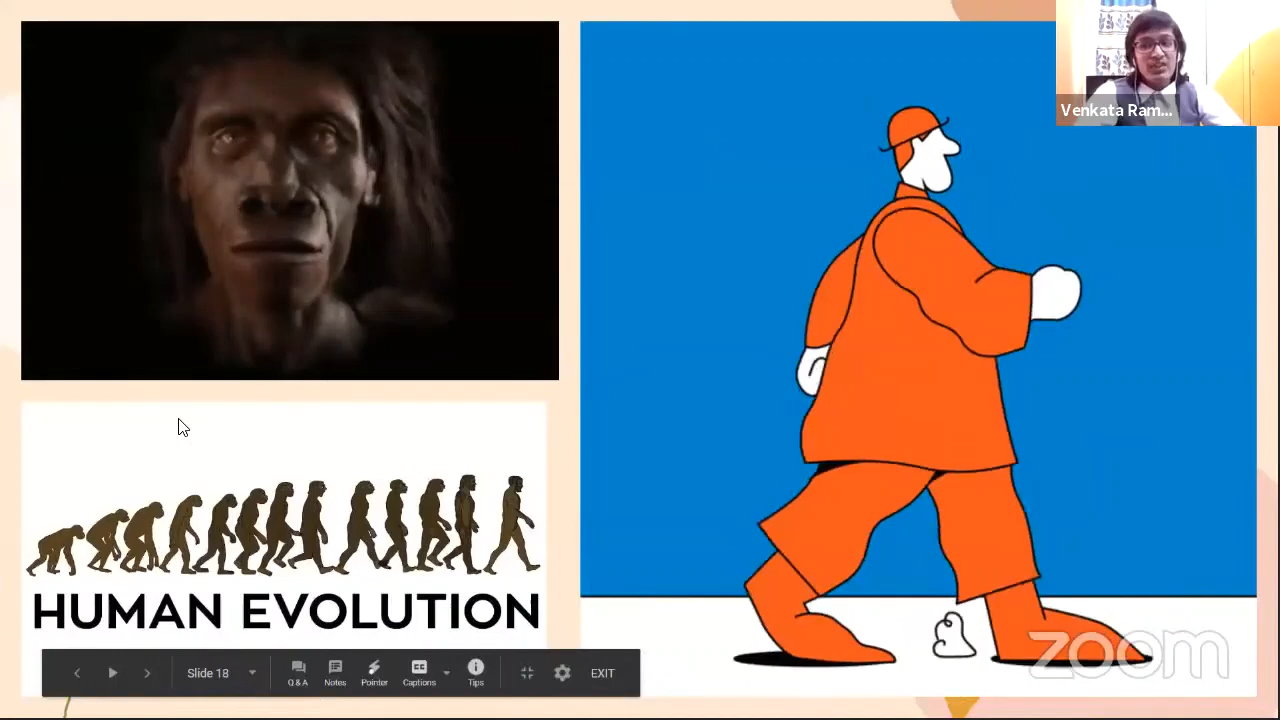 Venkata Ram...
HUMAN EVOLUTION
Slide 18
Q & A
Notes
Pointer
Captions
Tips
EXIT
zoom